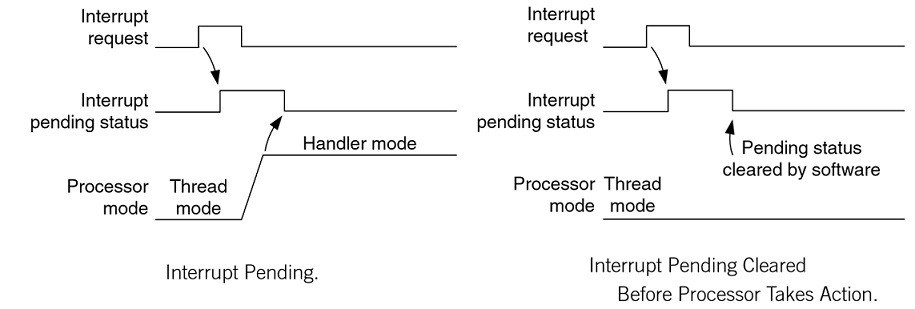 Interrupt
request
Interrupt
pending status
Handler mode
Processor
mode
Thread
mode
Interrupt Pending.
Interrupt
request
Interrupt
pending status
Pending status
cleared by software
Processor
mode
Thread
mode
Interrupt Pending Cleared
Before Processor Takes Action.